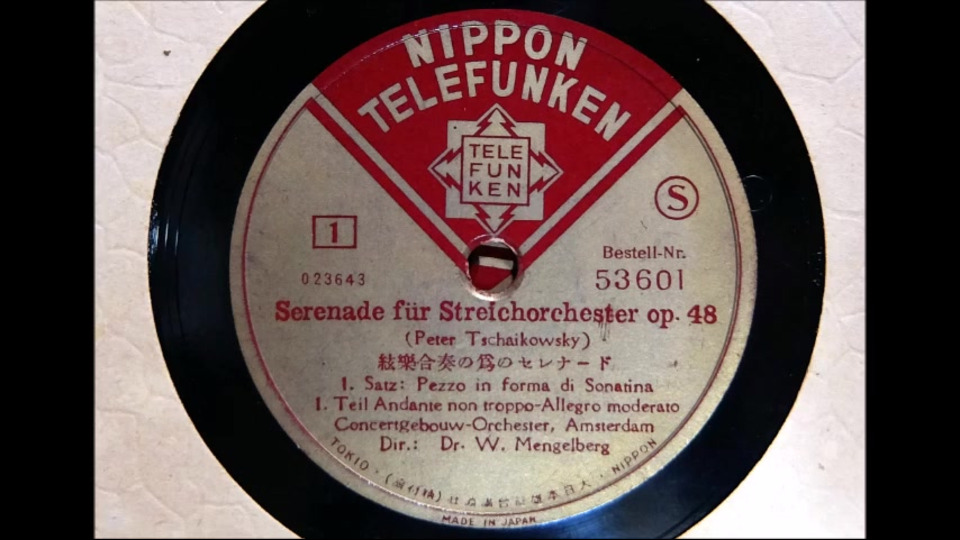 NIPPON
TELEFUNKEN
TELE
FUN
KEN
S
1
Bestell-Nr.
023643
53601
Serenade für Streichorchester op. 48
(Peter Tschaikowsky)
絃樂合奏の爲のセレナード
1. Satz: Pezzo in forma di Sonatina
1. Teil Andante non troppo-Allegro moderato
Concertgebouw-Orchester, Amsterdam
Dir.: Dr. W. Mengelberg
TOKIO · NIPPON
MADE IN JAPAN